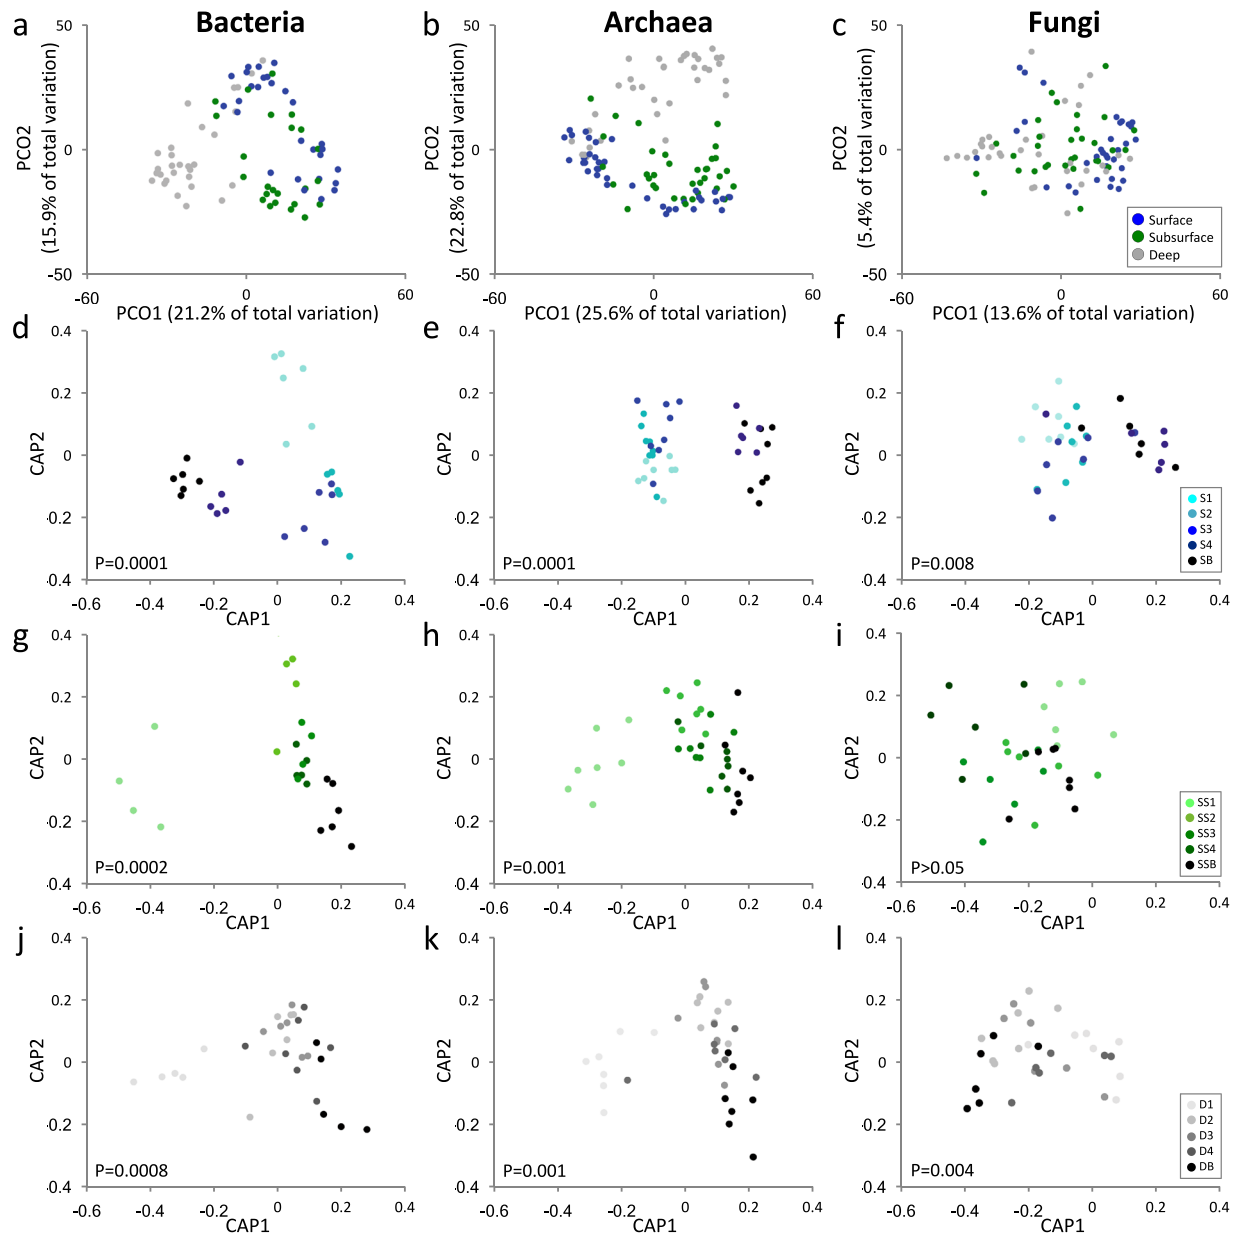 a Bacteria
b Archaea
c Fungi
50
0
-50
-60 0 60
PCO2
(15.9% of total variation)
PCO1 (21.2% of total variation)
50
0
-50
-60 0 60
PCO2
(22.8% of total variation)
PCO1 (25.6% of total variation)
50
0
-50
-60 0 60
PCO2
(5.4% of total variation)
PCO1 (13.6% of total variation)
Surface
Subsurface
Deep
d
0.4
0.2
0
-0.2
0.4
CAP2
P=0.0001
-0.6 -0.4 -0.2 0 0.2 0.4
CAP1
e
0.4
0.2
0
-0.2
0.4
CAP2
P=0.0001
-0.6 -0.4 -0.2 0 0.2 0.4
CAP1
f
0.4
0.2
0
-0.2
0.4
CAP2
P=0.008
-0.6 -0.4 -0.2 0 0.2 0.4
CAP1
S1
S2
S3
S4
SB
g
0.4
0.2
0
-0.2
0.4
CAP2
P=0.0002
-0.6 -0.4 -0.2 0 0.2 0.4
CAP1
h
0.4
0.2
0
-0.2
0.4
CAP2
P=0.001
-0.6 -0.4 -0.2 0 0.2 0.4
CAP1
i
0.4
0.2
0
-0.2
0.4
CAP2
P>0.05
-0.6 -0.4 -0.2 0 0.2 0.4
CAP1
SS1
SS2
SS3
SS4
SSB
j
0.4
0.2
0
-0.2
0.4
CAP2
P=0.0008
-0.6 -0.4 -0.2 0 0.2 0.4
CAP1
k
0.4
0.2
0
-0.2
0.4
CAP2
P=0.001
-0.6 -0.4 -0.2 0 0.2 0.4
CAP1
l
0.4
0.2
0
-0.2
0.4
CAP2
P=0.004
-0.6 -0.4 -0.2 0 0.2 0.4
CAP1
D1
D2
D3
D4
DB